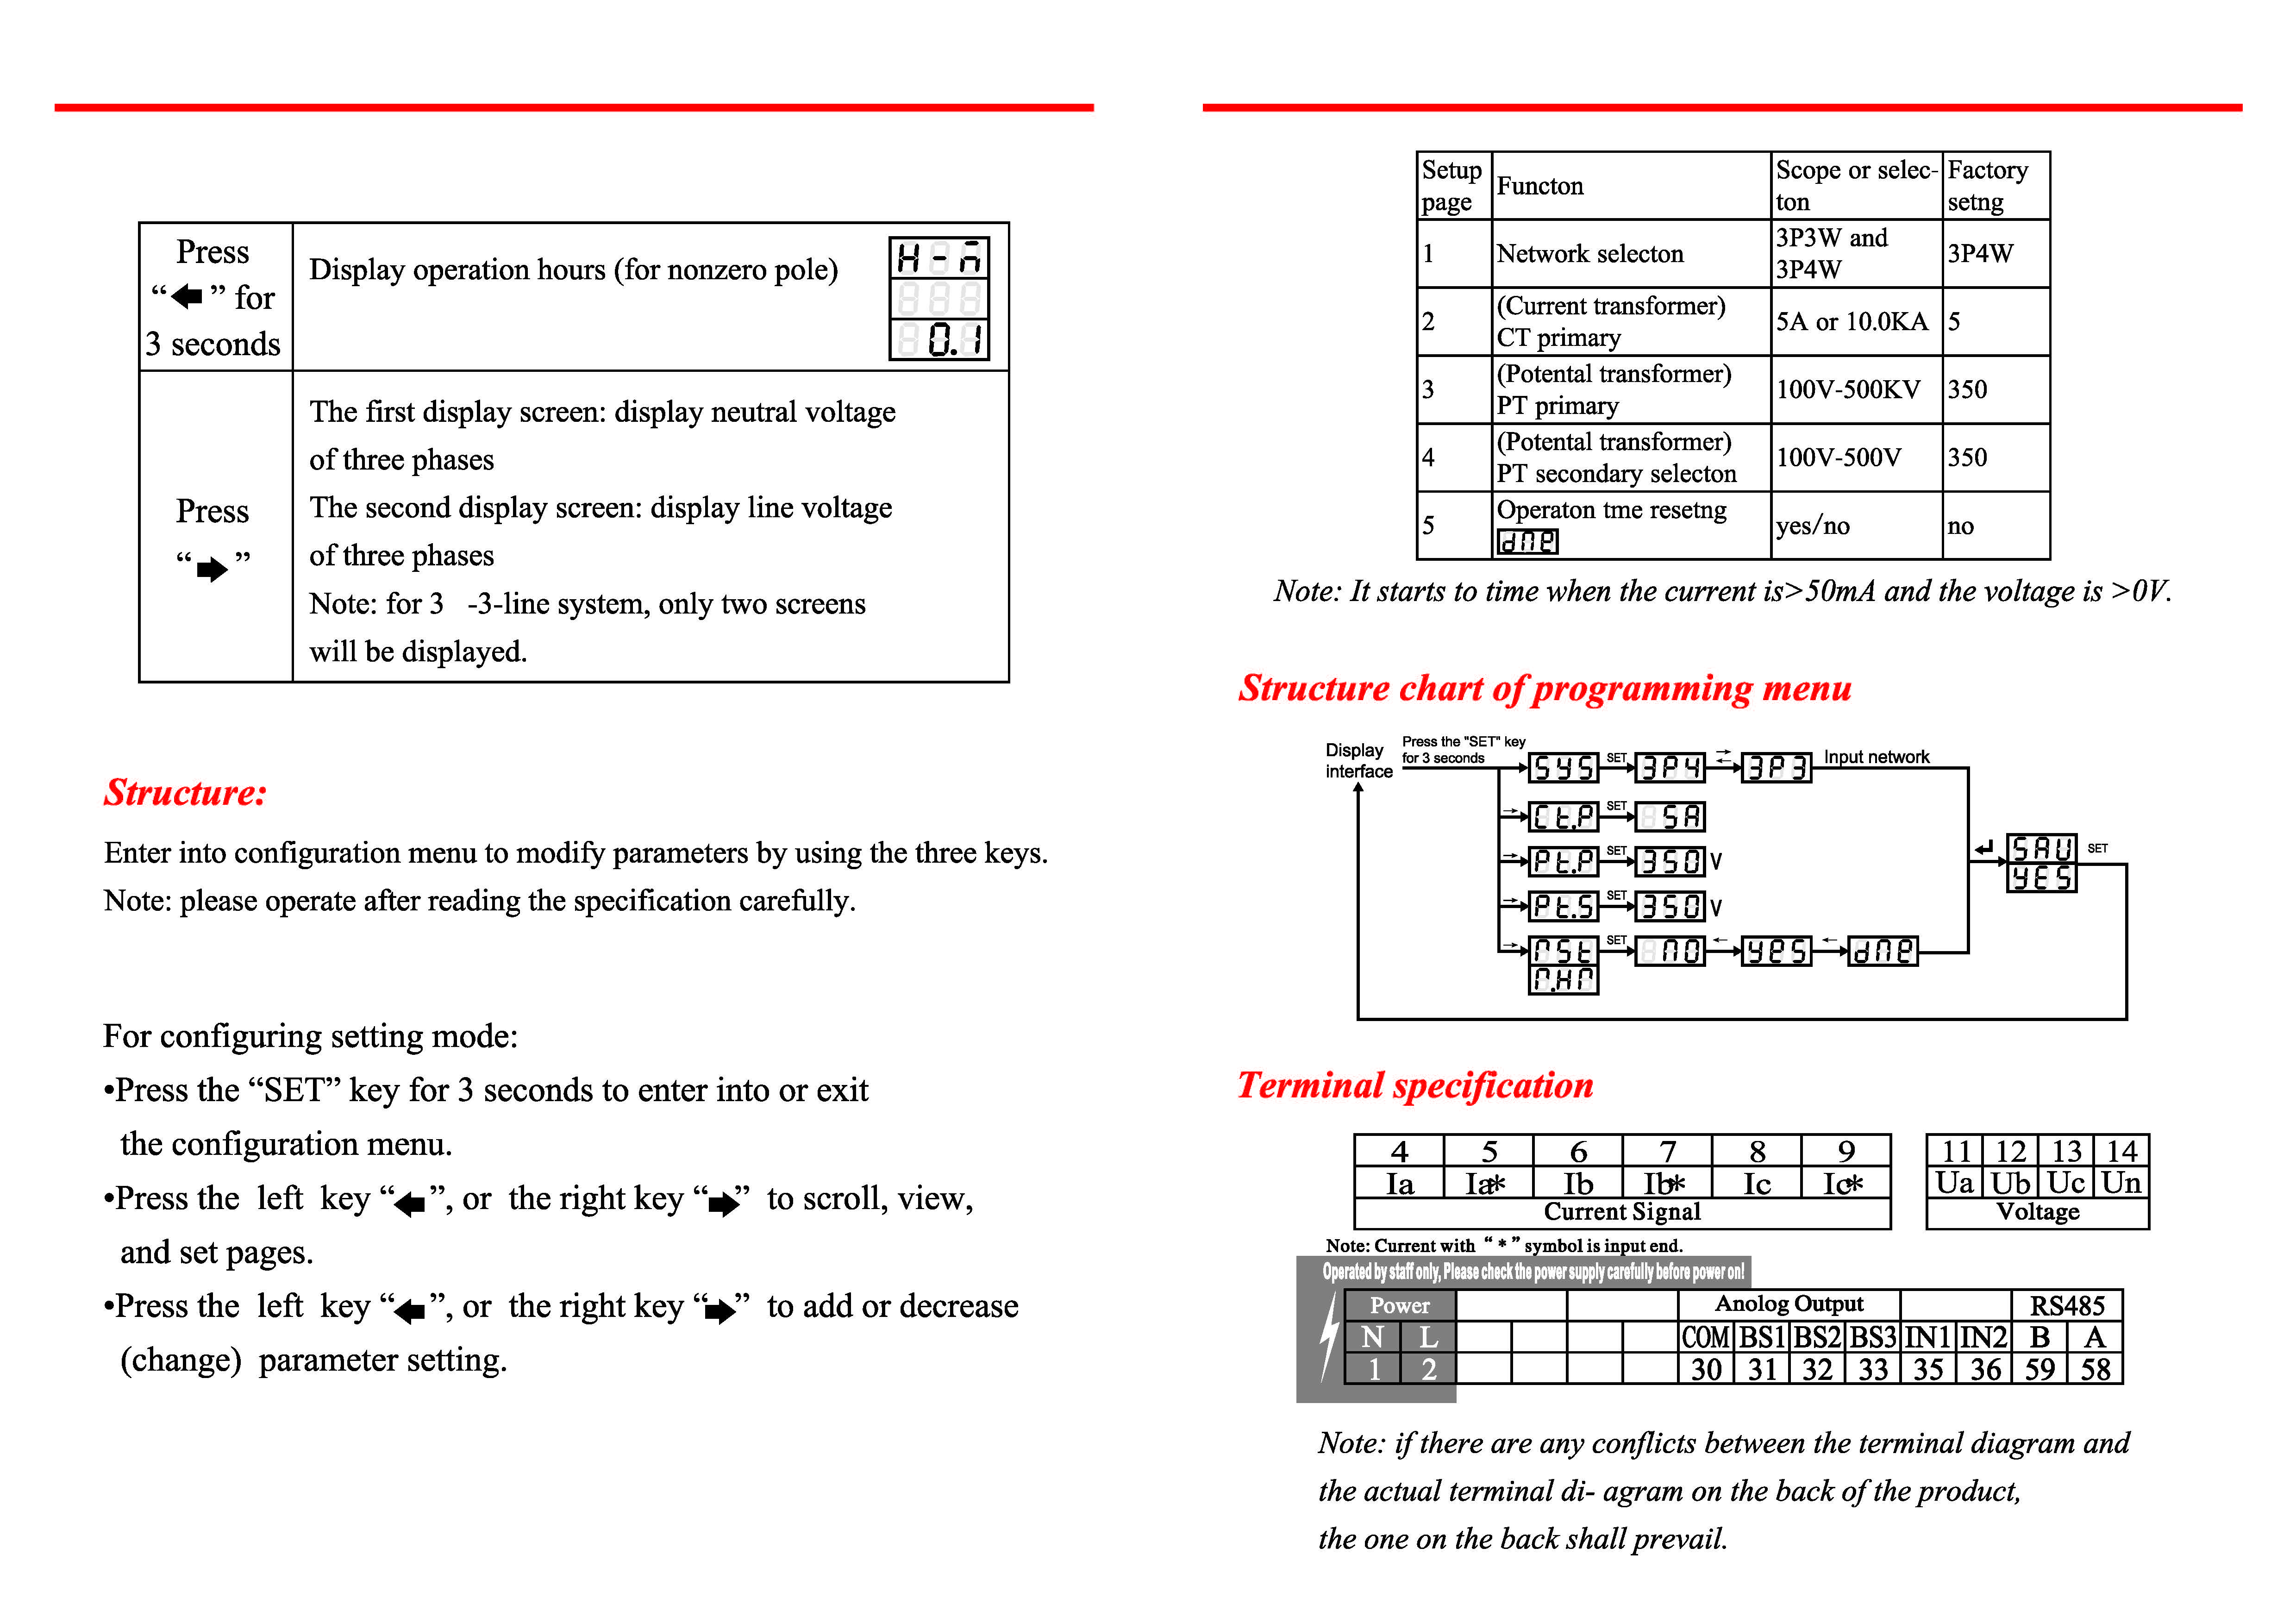 Press
“←” for
3 seconds
Display operation hours (for nonzero pole)
H - n
0.1
Press
“→”
The first display screen: display neutral voltage
of three phases
The second display screen: display line voltage
of three phases
Note: for 3   -3-line system, only two screens
will be displayed.
Structure:
Enter into configuration menu to modify parameters by using the three keys.
Note: please operate after reading the specification carefully.
For configuring setting mode:
•Press the “SET” key for 3 seconds to enter into or exit
the configuration menu.
•Press the left key “←”, or the right key “→” to scroll, view,
and set pages.
•Press the left key “←”, or the right key “→” to add or decrease
(change) parameter setting.
Setup page | Functon | Scope or selec-ton | Factory setng
1 | Network selecton | 3P3W and 3P4W | 3P4W
2 | (Current transformer) CT primary | 5A or 10.0KA | 5
3 | (Potental transformer) PT primary | 100V-500KV | 350
4 | (Potental transformer) PT secondary selecton | 100V-500V | 350
5 | Operaton tme resetng dne | yes/no | no
Note: It starts to time when the current is>50mA and the voltage is >0V.
Structure chart of programming menu
Display interface
Press the "SET" key
for 3 seconds
SYS SET 3P4 → ← 3P3 Input network
→ Ct.P SET 5A
→ Pt.P SET 350 V
→ Pt.S SET 350 V
→ rSt SET no ← yes ← dne
n.Hr
↵ SAV SET
YES
Terminal specification
4 5 6 7 8 9
Ia Ia* Ib Ib* Ic Ic*
Current Signal
11 12 13 14
Ua Ub Uc Un
Voltage
Note: Current with “ * ” symbol is input end.
Operated by staff only, Please check the power supply carefully before power on!
Power Anolog Output RS485
N L COM BS1 BS2 BS3 IN1 IN2 B A
1 2 30 31 32 33 35 36 59 58
Note: if there are any conflicts between the terminal diagram and
the actual terminal di- agram on the back of the product,
the one on the back shall prevail.